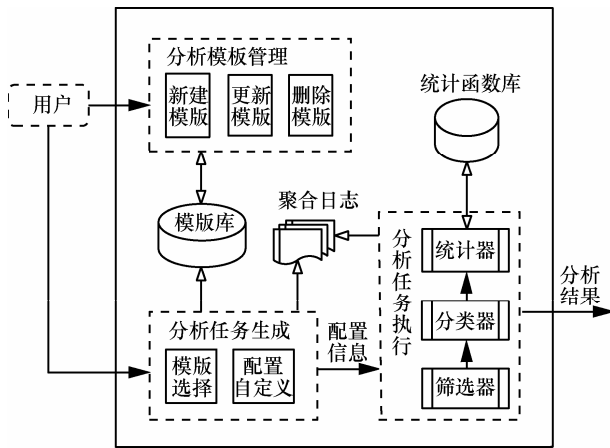 分析模板管理
用户
新建
模版
更新
模版
删除
模版
统计函数库
模版库
聚合日志
分析任务执行
统计器
分类器
筛选器
分析
结果
分析任务生成
模版
选择
配置
自定义
配置
信息